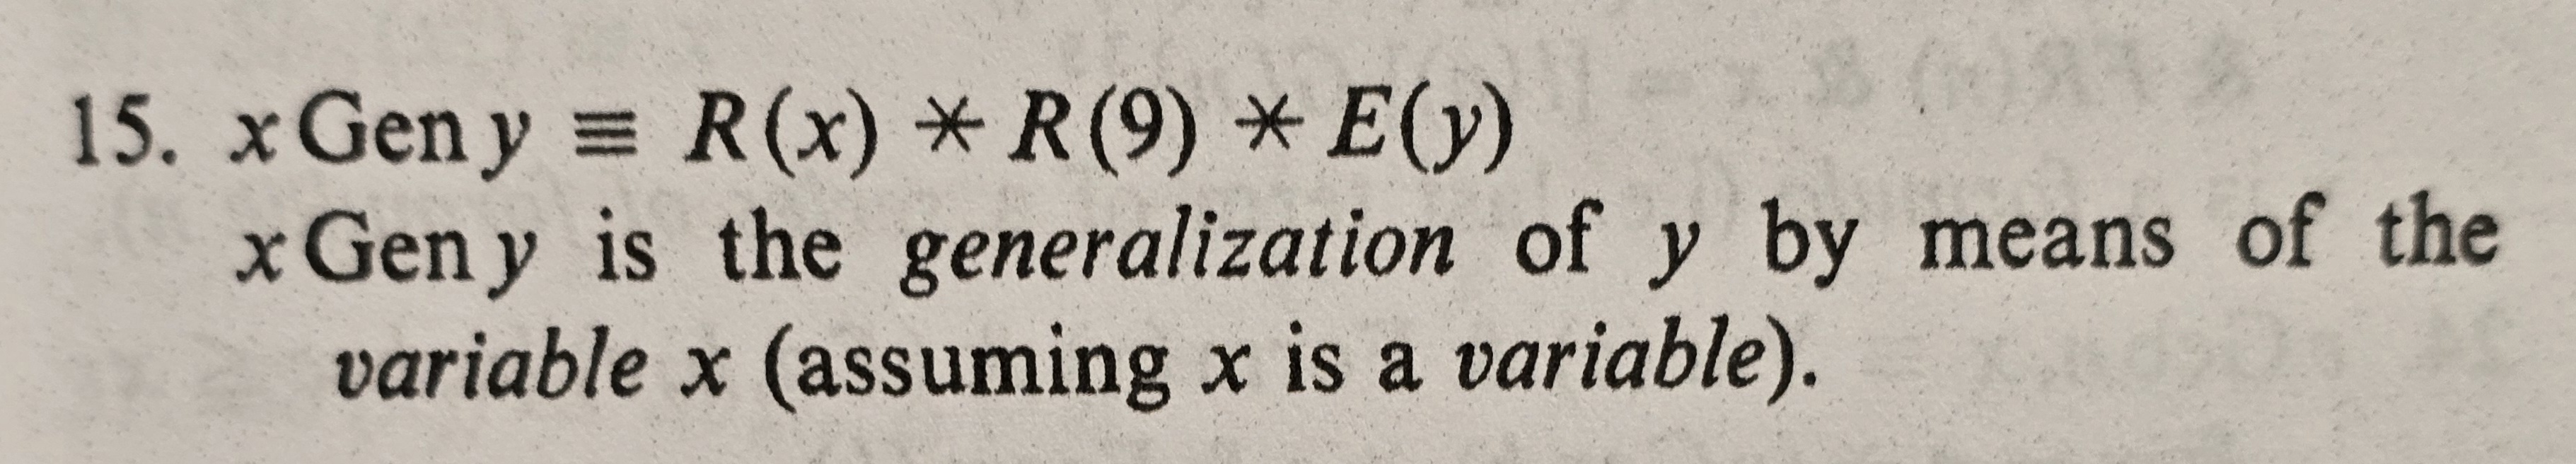 15. x Gen y ≡ R(x) ∗ R(9) ∗ E(y)
x Gen y is the generalization of y by means of the
variable x (assuming x is a variable).